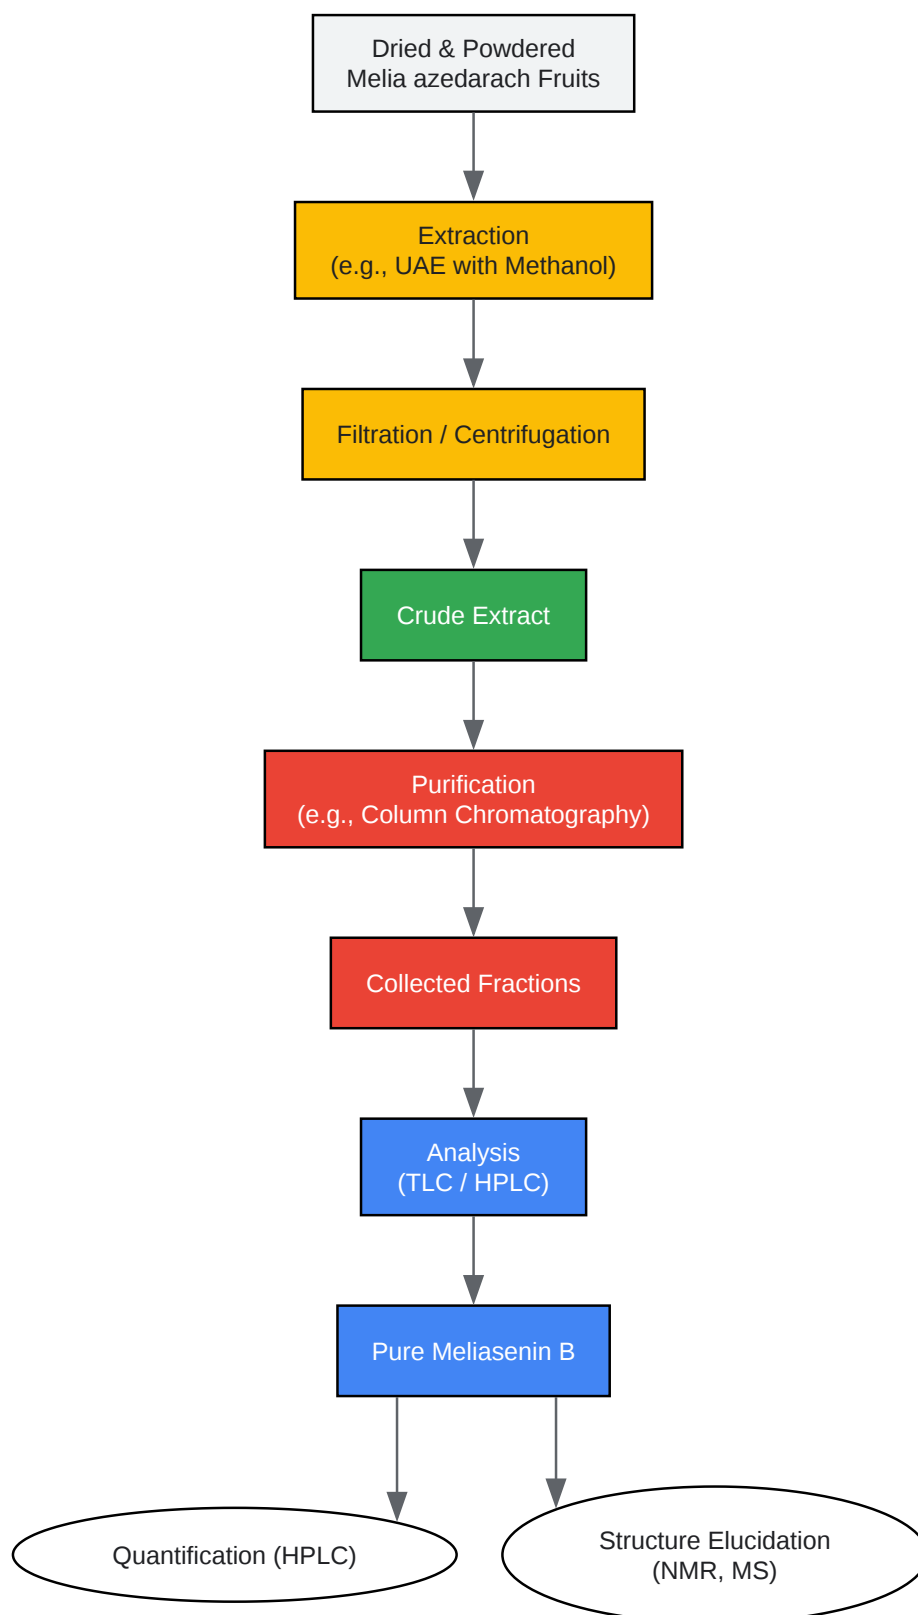 Dried & Powdered
Melia azedarach Fruits
Extraction
(e.g., UAE with Methanol)
Filtration / Centrifugation
Crude Extract
Purification
(e.g., Column Chromatography)
Collected Fractions
Analysis
(TLC / HPLC)
Pure Meliasenin B
Quantification (HPLC)
Structure Elucidation
(NMR, MS)